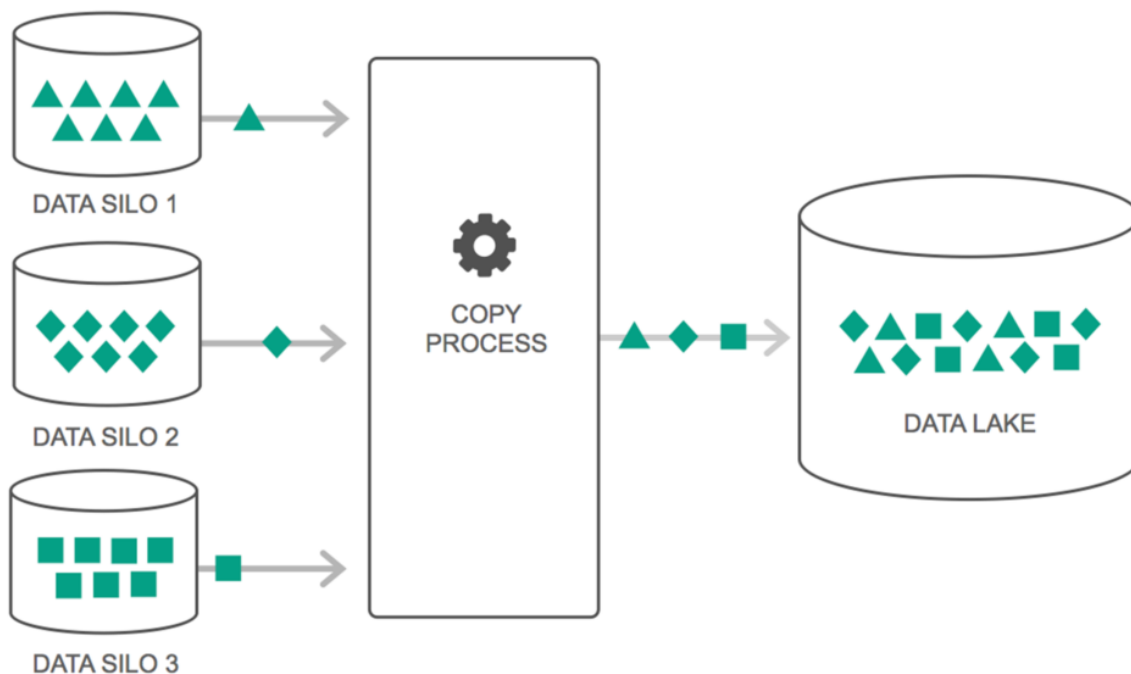 DATA SILO 1
DATA SILO 2
DATA SILO 3
COPY
PROCESS
DATA LAKE